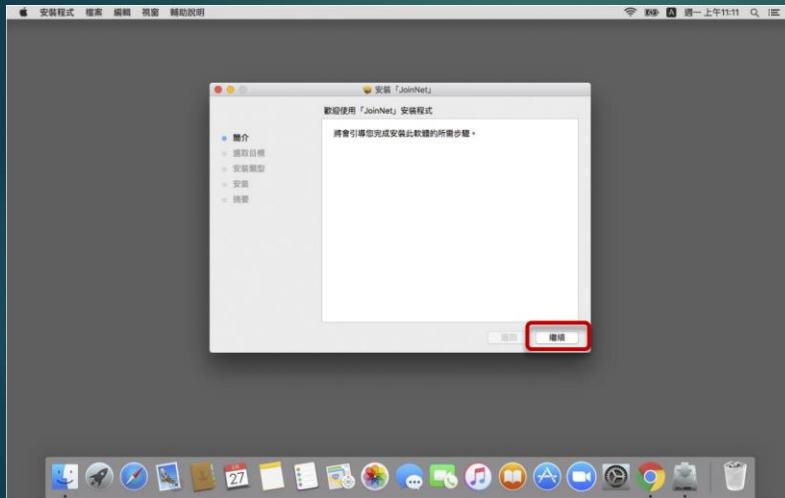 安裝程式 檔案 編輯 視窗 輔助說明
A 週一上午11:11
安裝「JoinNet」
歡迎使用「JoinNet」安裝程式
將會引導您完成安裝此軟體的所需步驟。
簡介
選取目標
安裝類型
安裝
摘要
返回 繼續
27